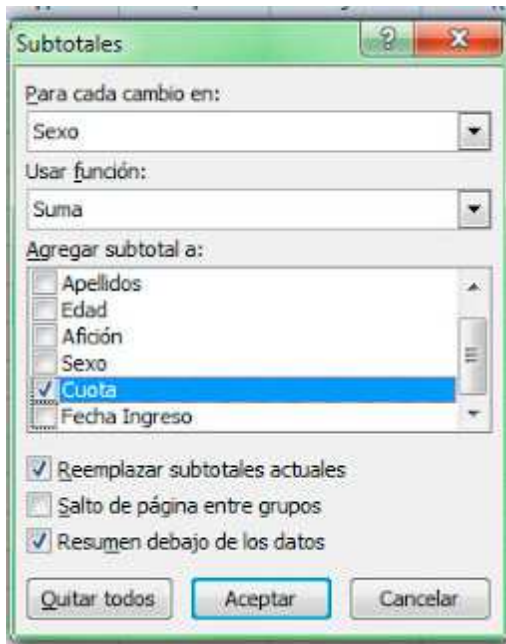 Subtotales
Para cada cambio en:
Sexo
Usar función:
Suma
Agregar subtotal a:
Apellidos
Edad
Afición
Sexo
Cuota
Fecha Ingreso
Reemplazar subtotales actuales
Salto de página entre grupos
Resumen debajo de los datos
Quitar todos
Aceptar
Cancelar